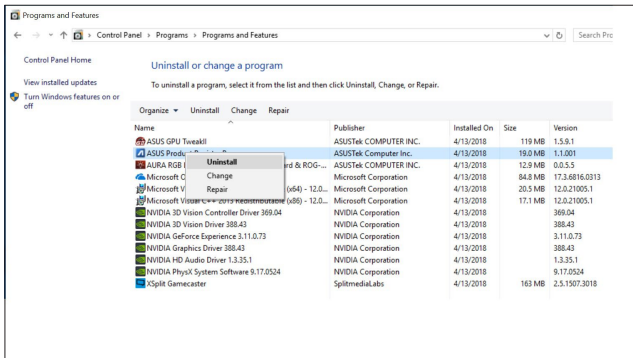 Programs and Features
Control Panel > Programs > Programs and Features
Search Pro
Control Panel Home
View installed updates
Turn Windows features on or off
Uninstall or change a program
To uninstall a program, select it from the list and then click Uninstall, Change, or Repair.
Organize Uninstall Change Repair
Name Publisher Installed On Size Version
ASUS GPU TweakII ASUSTek COMPUTER INC. 4/13/2018 119 MB 1.5.9.1
ASUS Product ASUSTek Computer Inc. 4/13/2018 19.0 MB 1.1.001
AURA RGB rd & ROG-... ASUSTek COMPUTER INC. 4/13/2018 12.9 MB 0.0.5.5
Microsoft O Microsoft Corporation 4/13/2018 84.8 MB 17.3.6816.0313
Microsoft V (x64) - 12.0... Microsoft Corporation 4/13/2018 20.5 MB 12.0.21005.1
Microsoft Visual C++ 2013 Redistributable (x86) - 12.0... Microsoft Corporation 4/13/2018 17.1 MB 12.0.21005.1
Uninstall
Change
Repair
NVIDIA 3D Vision Controller Driver 369.04 NVIDIA Corporation 4/13/2018 369.04
NVIDIA 3D Vision Driver 388.43 NVIDIA Corporation 4/13/2018 388.43
NVIDIA GeForce Experience 3.11.0.73 NVIDIA Corporation 4/13/2018 3.11.0.73
NVIDIA Graphics Driver 388.43 NVIDIA Corporation 4/13/2018 388.43
NVIDIA HD Audio Driver 1.3.35.1 NVIDIA Corporation 4/13/2018 1.3.35.1
NVIDIA PhysX System Software 9.17.0524 NVIDIA Corporation 4/13/2018 9.17.0524
XSplit Gamecaster SplitmediaLabs 4/13/2018 163 MB 2.5.1507.3018